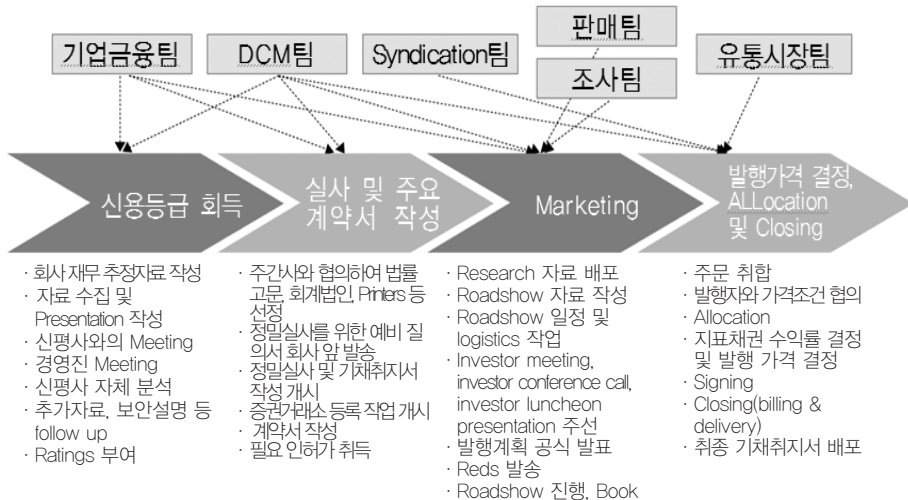 기업금융팀
DCM팀
Syndication팀
판매팀
조사팀
유통시장팀
신용등급 획득
실사 및 주요
계약서 작성
Marketing
발행가격 결정,
ALLocation
및 Closing
· 회사 재무 추정자료 작성
· 자료 수집 및
Presentation 작성
· 신평사와의 Meeting
· 경영진 Meeting
· 신평사 자체 분석
· 추가자료, 보안설명 등
follow up
· Ratings 부여
· 주간사와 협의하여 법률
고문, 회계법인, Printers 등
선정
· 정밀실사를 위한 예비 질
의서 회사 앞 발송
· 정밀실사 및 기채취지서
작성 개시
· 증권거래소 등록 작업 개시
· 계약서 작성
· 필요 인허가 취득
· Research 자료 배포
· Roadshow 자료 작성
· Roadshow 일정 및
logistics 작업
· Investor meeting,
investor conference call,
investor luncheon
presentation 주선
· 발행계획 공식 발표
· Reds 발송
· Roadshow 진행, Book
· 주문 취합
· 발행자와 가격조건 협의
· Allocation
· 지표채권 수익률 결정
및 발행 가격 결정
· Signing
· Closing(billing &
delivery)
· 취종 기채취지서 배포